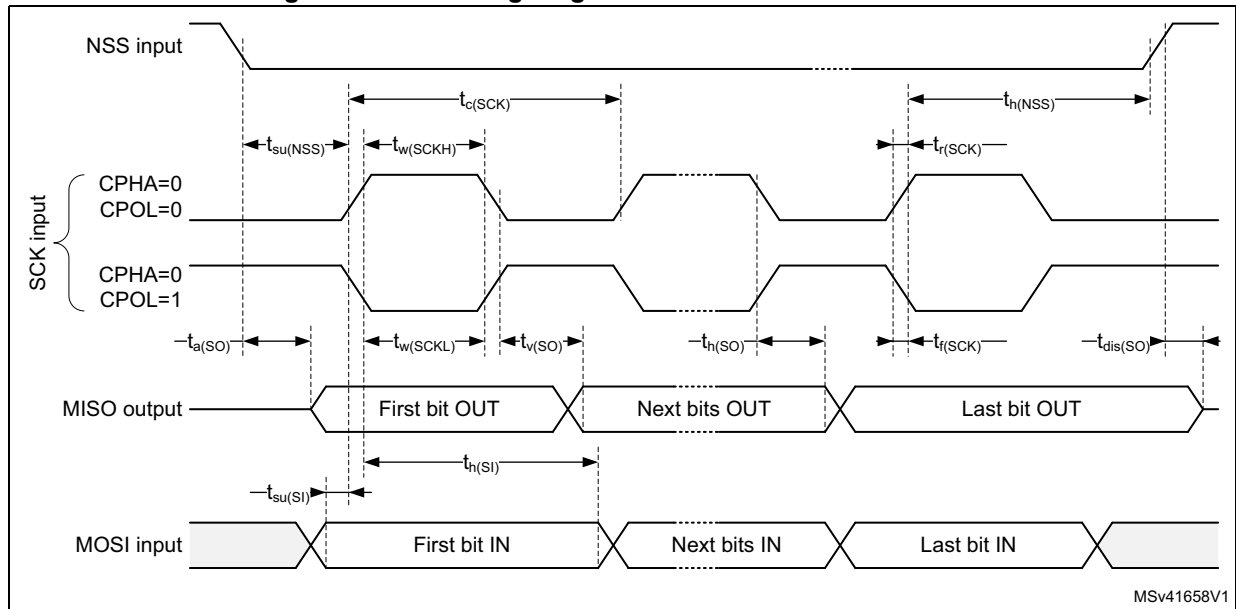 NSS input
tc(SCK)
th(NSS)
tsu(NSS)
tw(SCKH)
tr(SCK)
CPHA=0
CPOL=0
SCK input
CPHA=0
CPOL=1
ta(SO)
tw(SCKL)
tv(SO)
th(SO)
tf(SCK)
tdis(SO)
MISO output
First bit OUT
Next bits OUT
Last bit OUT
th(SI)
tsu(SI)
MOSI input
First bit IN
Next bits IN
Last bit IN
MSv41658V1